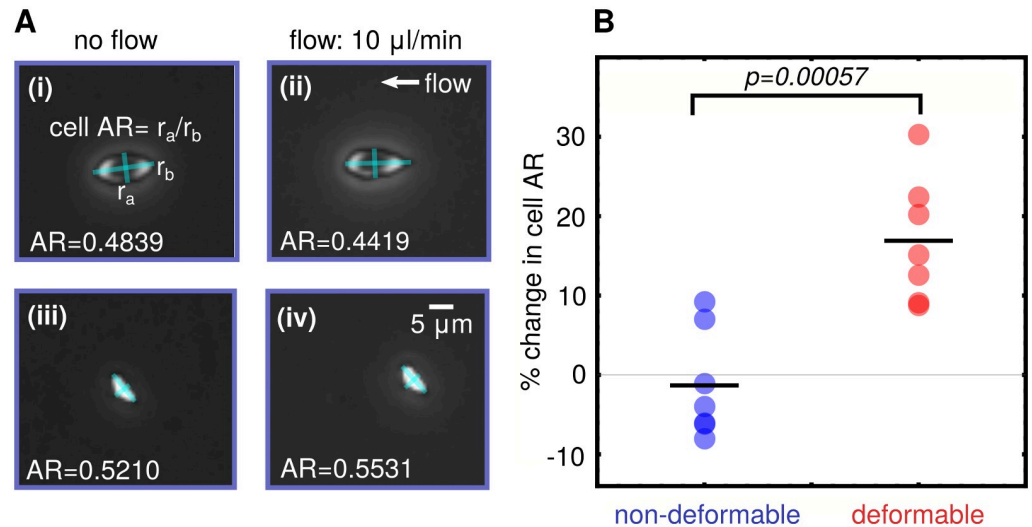 A
no flow
flow: 10 µl/min
(i)
cell AR= ra/rb
rb
ra
AR=0.4839
(ii)
flow
AR=0.4419
(iii)
AR=0.5210
(iv)
5 µm
AR=0.5531
B
p=0.00057
% change in cell AR
30
20
10
0
-10
non-deformable
deformable